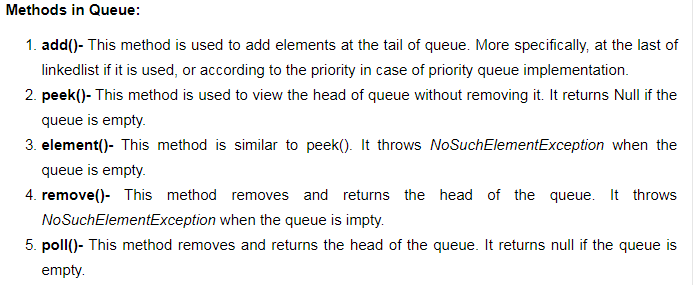 Methods in Queue:
1. add()- This method is used to add elements at the tail of queue. More specifically, at the last of
linkedlist if it is used, or according to the priority in case of priority queue implementation.
2. peek()- This method is used to view the head of queue without removing it. It returns Null if the
queue is empty.
3. element()- This method is similar to peek(). It throws NoSuchElementException when the
queue is empty.
4. remove()- This method removes and returns the head of the queue. It throws
NoSuchElementException when the queue is impty.
5. poll()- This method removes and returns the head of the queue. It returns null if the queue is
empty.